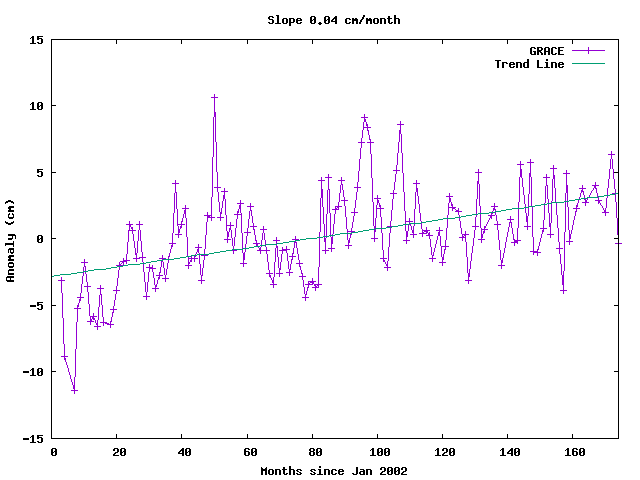 Slope 0.04 cm/month
GRACE
Trend Line
15
10
5
0
-5
-10
-15
Anomaly (cm)
0 20 40 60 80 100 120 140 160
Months since Jan 2002